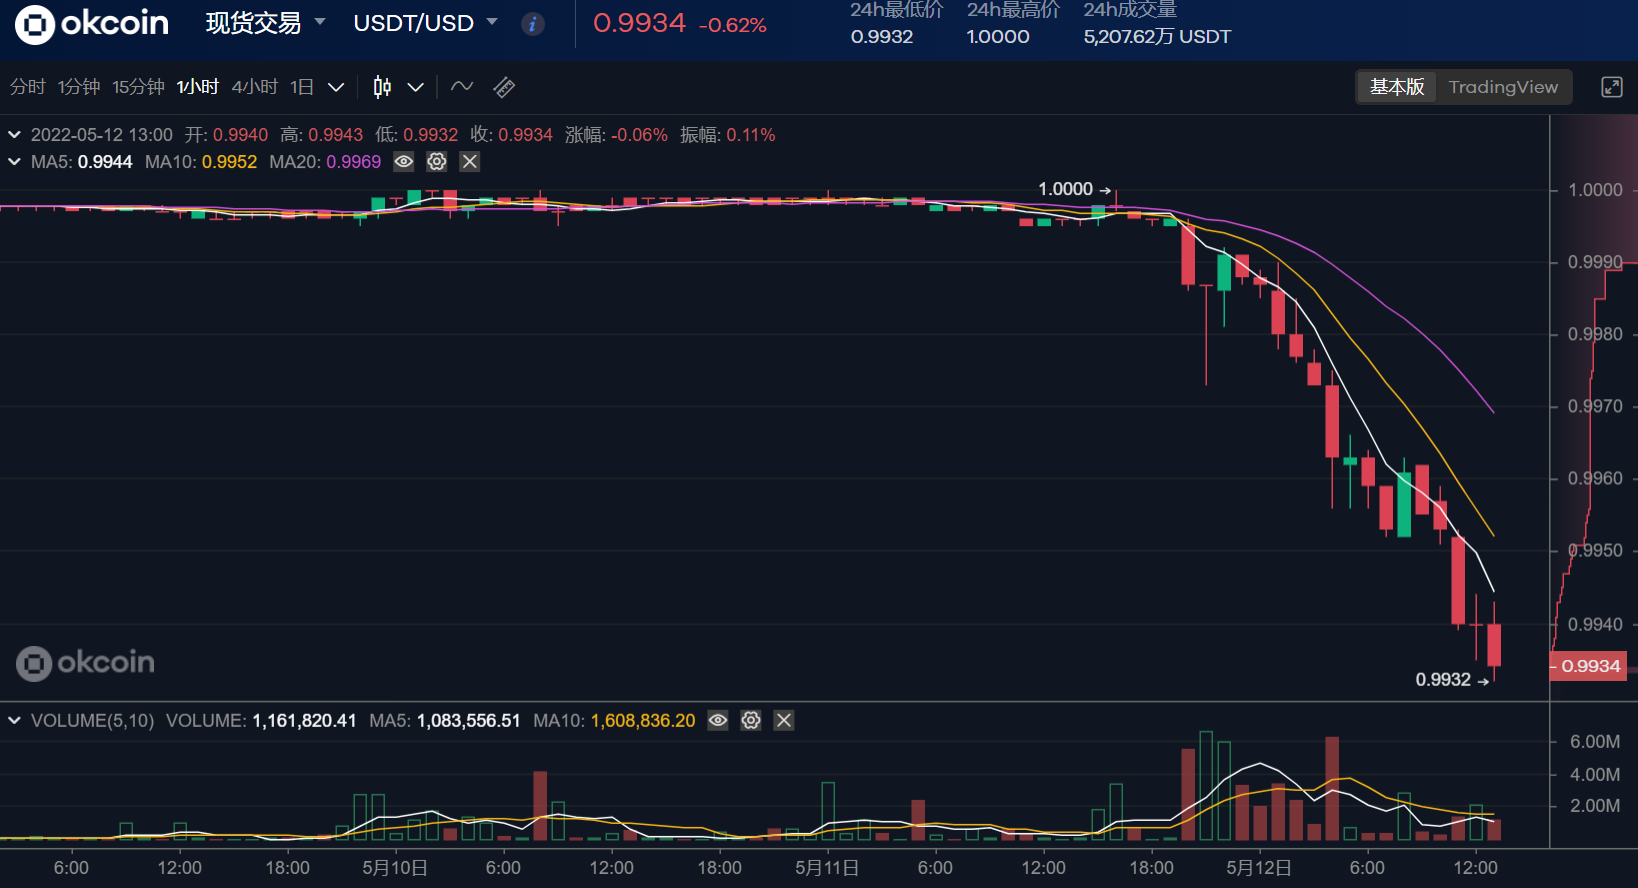 okcoin 现货交易 USDT/USD i 0.9934 -0.62% 24h最低价 24h最高价 24h成交量
0.9932 1.0000 5,207.62万 USDT
分时 1分钟 15分钟 1小时 4小时 1日 基本版 TradingView
2022-05-12 13:00 开: 0.9940 高: 0.9943 低: 0.9932 收: 0.9934 涨幅: -0.06% 振幅: 0.11%
MA5: 0.9944 MA10: 0.9952 MA20: 0.9969
1.0000 → 1.0000
0.9990
0.9980
0.9970
0.9960
0.9950
0.9940
okcoin
0.9934
0.9932 →
VOLUME(5,10) VOLUME: 1,161,820.41 MA5: 1,083,556.51 MA10: 1,608,836.20
6.00M
4.00M
2.00M
6:00 12:00 18:00 5月10日 6:00 12:00 18:00 5月11日 6:00 12:00 18:00 5月12日 6:00 12:00